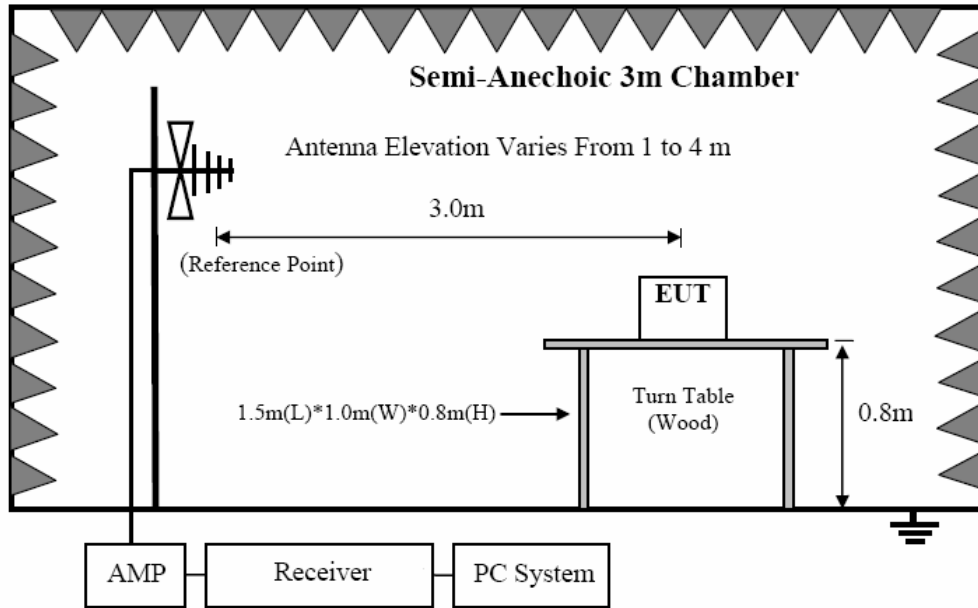 Semi-Anechoic 3m Chamber
Antenna Elevation Varies From 1 to 4 m
3.0m
(Reference Point)
EUT
1.5m(L)*1.0m(W)*0.8m(H)
Turn Table
(Wood)
0.8m
AMP
Receiver
PC System